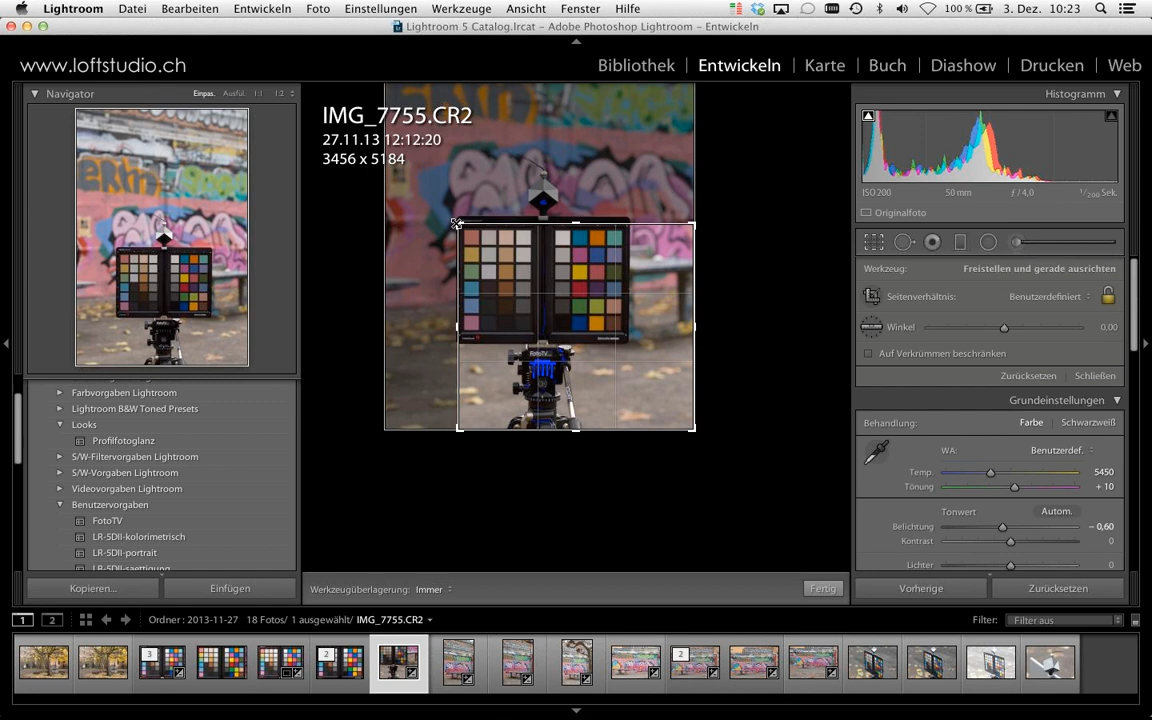 Lightroom Datei Bearbeiten Entwickeln Foto Einstellungen Werkzeuge Ansicht Fenster Hilfe 100 % 3. Dez. 10:23
Lightroom 5 Catalog.lrcat – Adobe Photoshop Lightroom – Entwickeln
www.loftstudio.ch
Bibliothek | Entwickeln | Karte | Buch | Diashow | Drucken | Web
Navigator Einpas. Ausfül. 1:1 1:2
IMG_7755.CR2
27.11.13 12:12:20
3456 x 5184
Histogramm
ISO 200 50 mm ƒ / 4,0 1/200 Sek.
Originalfoto
Werkzeug: Freistellen und gerade ausrichten
Seitenverhältnis: Benutzerdefiniert
Winkel 0,00
Auf Verkrümmen beschränken
Zurücksetzen Schließen
Grundeinstellungen
Behandlung: Farbe Schwarzweiß
WA: Benutzerdef.
Temp. 5450
Tönung + 10
Tonwert Autom.
Belichtung – 0,60
Kontrast 0
Lichter 0
Farbvorgaben Lightroom
Lightroom B&W Toned Presets
Looks
Profilfotoglanz
S/W-Filtervorgaben Lightroom
S/W-Vorgaben Lightroom
Videovorgaben Lightroom
Benutzervorgaben
FotoTV
LR-5DII-kolorimetrisch
LR-5DII-portrait
LR-5DII-saettigung
FotoTV
Kopieren... Einfügen
Werkzeugüberlagerung: Immer
Fertig
Vorherige Zurücksetzen
1 2 Ordner : 2013-11-27 18 Fotos/ 1 ausgewählt/ IMG_7755.CR2
Filter: Filter aus
3 2 2